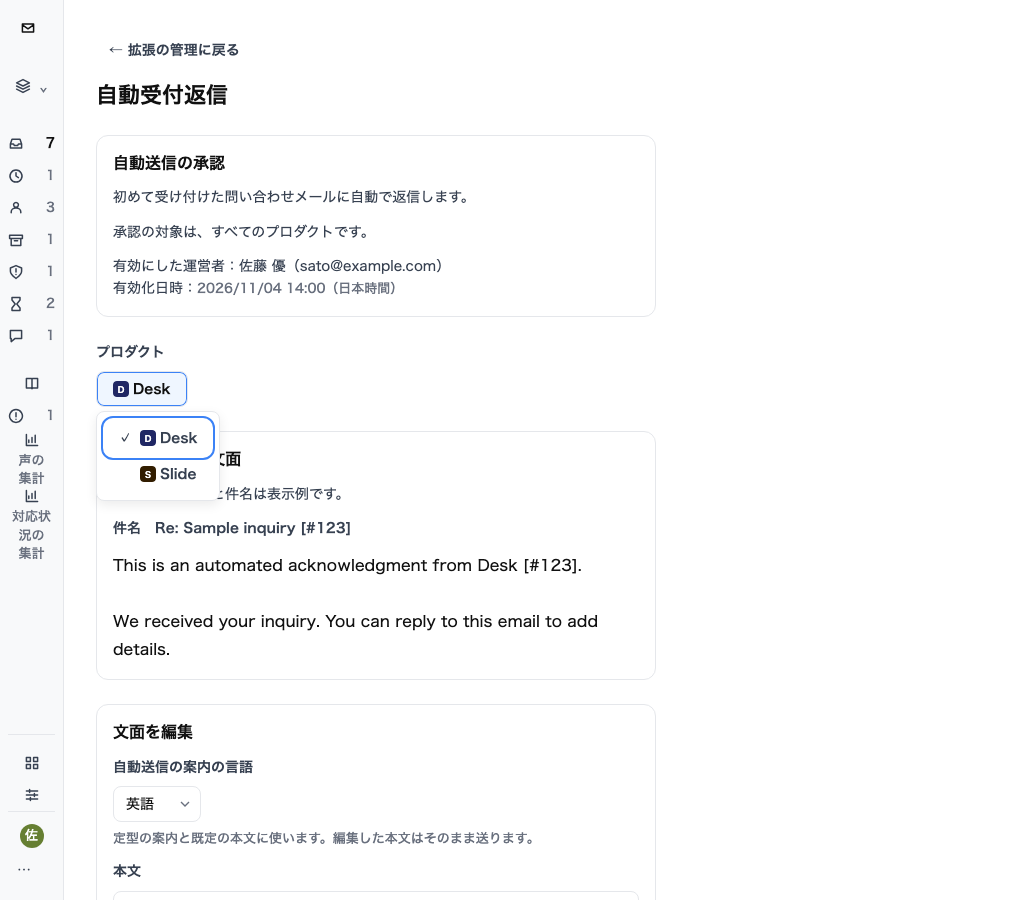 ← 拡張の管理に戻る
自動受付返信
7
1
3
1
1
2
1
1
声の
集計
対応状
況の
集計
佐
…
自動送信の承認
初めて受け付けた問い合わせメールに自動で返信します。
承認の対象は、すべてのプロダクトです。
有効にした運営者：佐藤 優（sato@example.com）
有効化日時：2026/11/04 14:00（日本時間）
プロダクト
D Desk
✓ D Desk
S Slide
文面
と件名は表示例です。
件名 Re: Sample inquiry [#123]
This is an automated acknowledgment from Desk [#123].
We received your inquiry. You can reply to this email to add
details.
文面を編集
自動送信の案内の言語
英語
定型の案内と既定の本文に使います。編集した本文はそのまま送ります。
本文